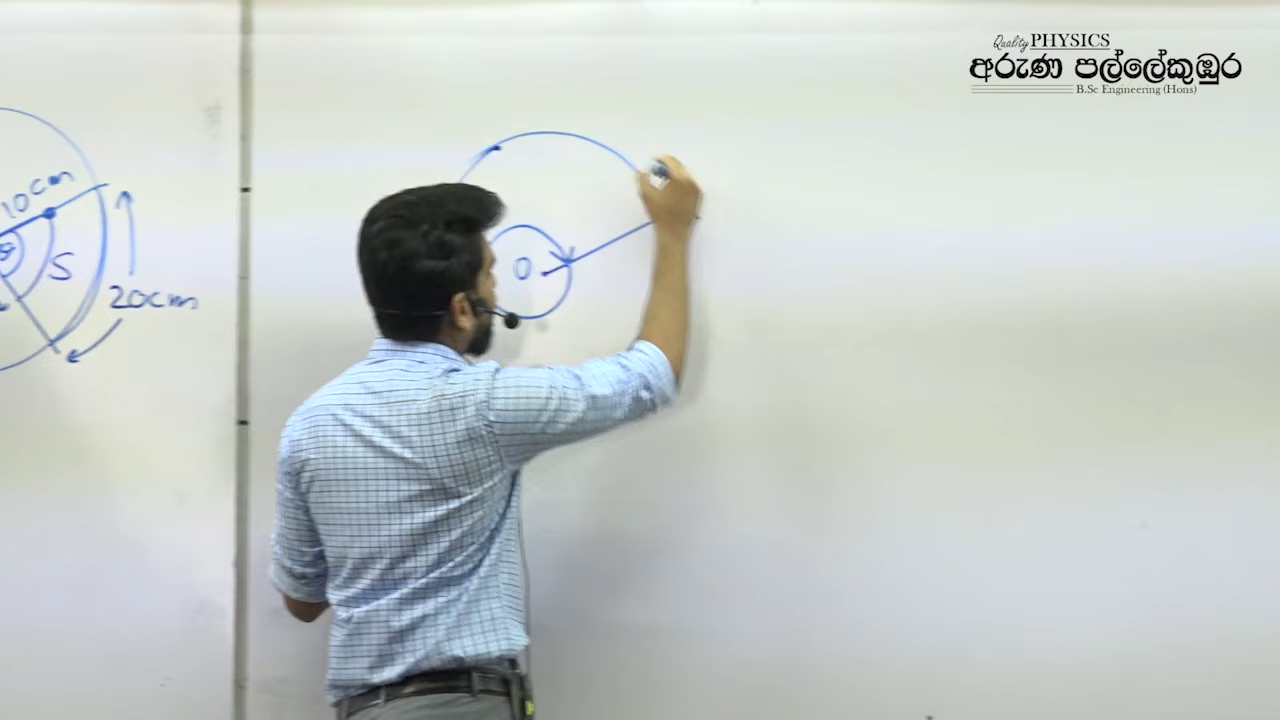 Quality PHYSICS
අරුණ පල්ලේකුඹුර
B.Sc Engineering (Hons)
10cm
θ
S
20cm
O